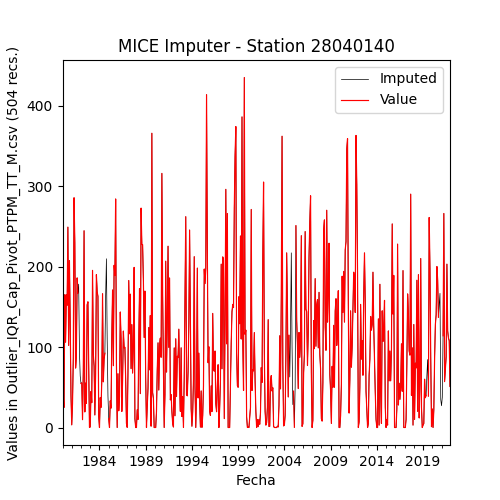 MICE Imputer - Station 28040140
Imputed
Value
Values in Outlier_IQR_Cap_Pivot_PTPM_TT_M.csv (504 recs.)
400
300
200
100
0
1984 1989 1994 1999 2004 2009 2014 2019
Fecha